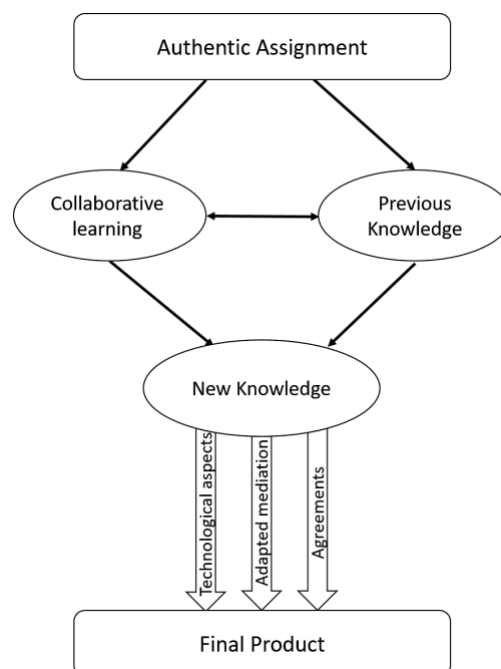 Authentic Assignment
Collaborative
learning
Previous
Knowledge
New Knowledge
Technological aspects
Adapted mediation
Agreements
Final Product